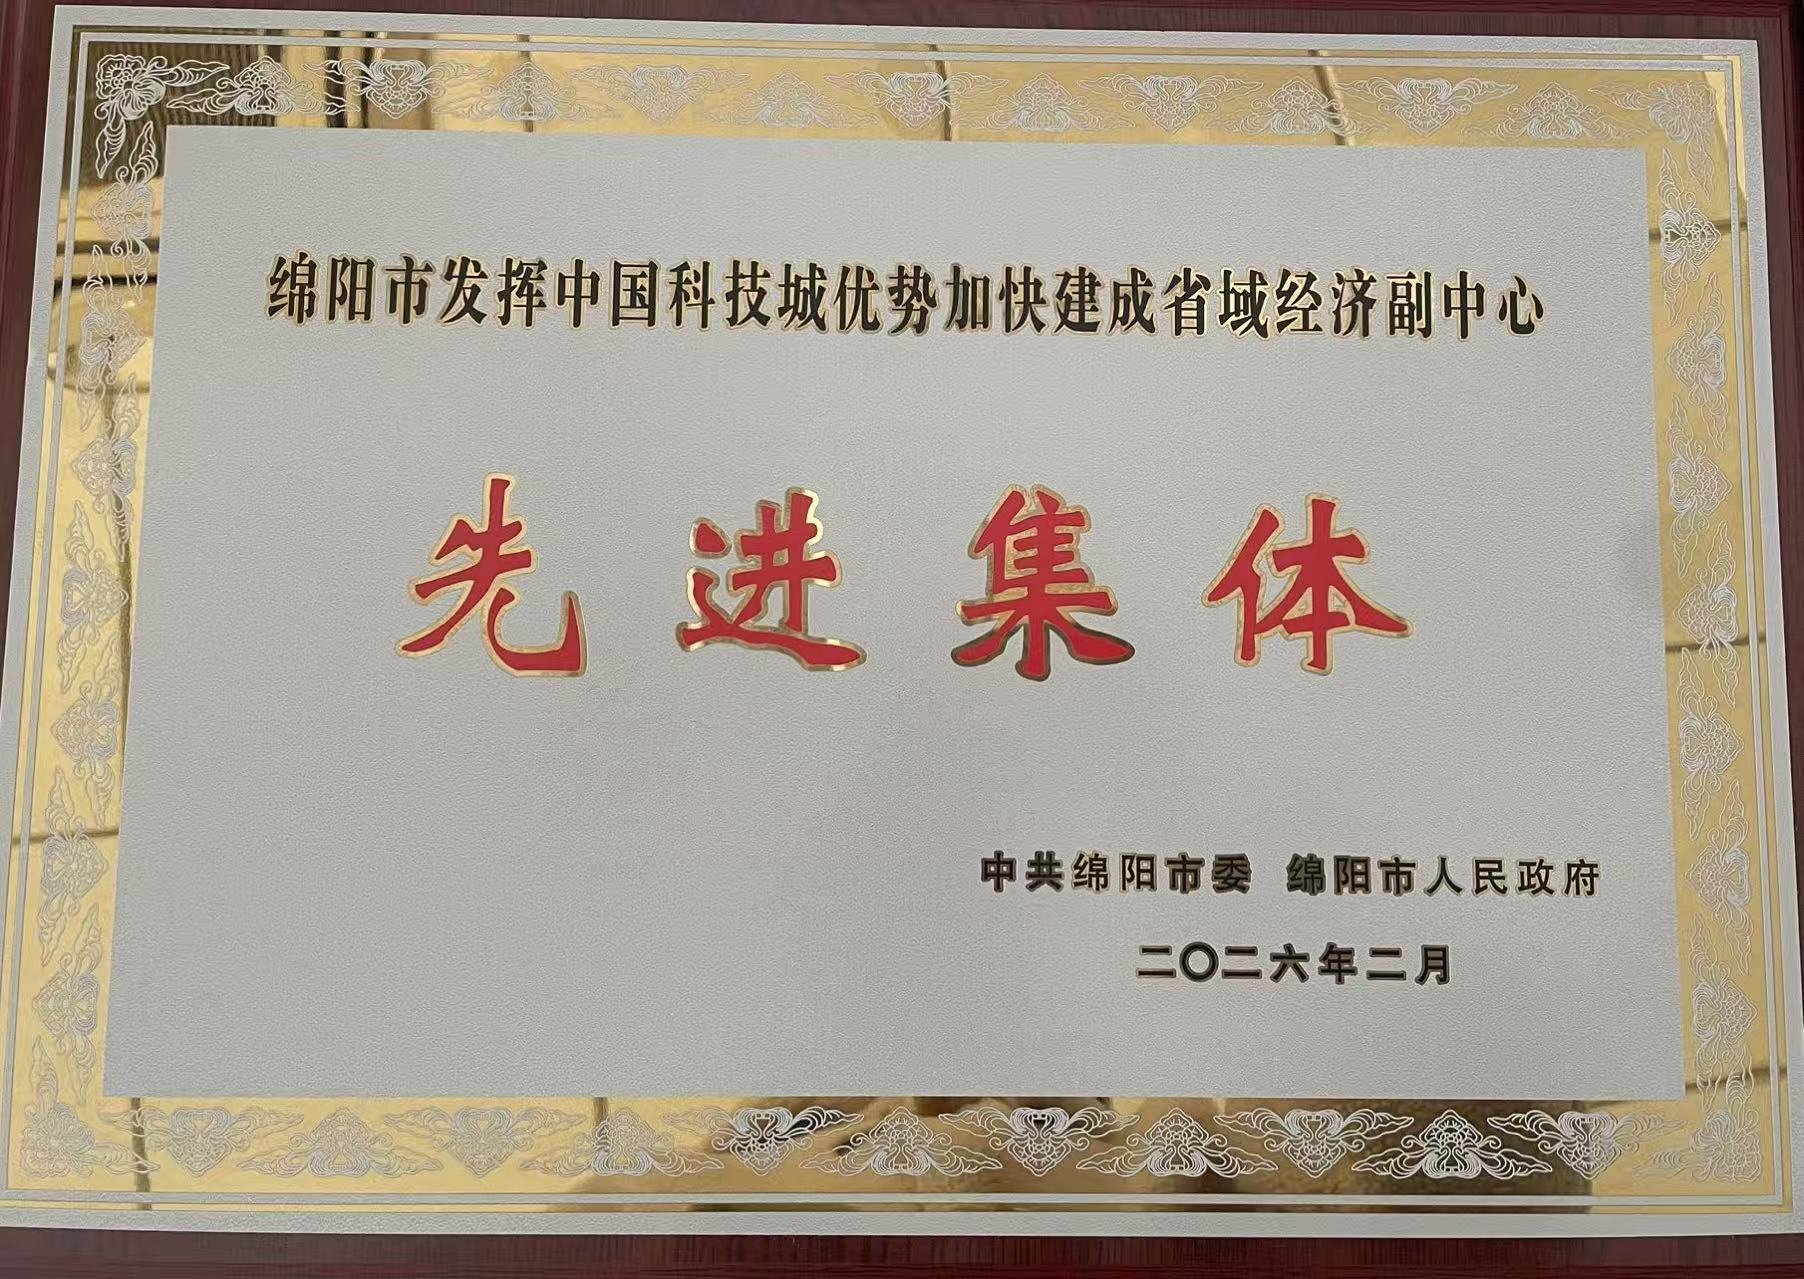 绵阳市发挥中国科技城优势加快建成省域经济副中心
先进集体
中共绵阳市委 绵阳市人民政府
二〇二六年二月